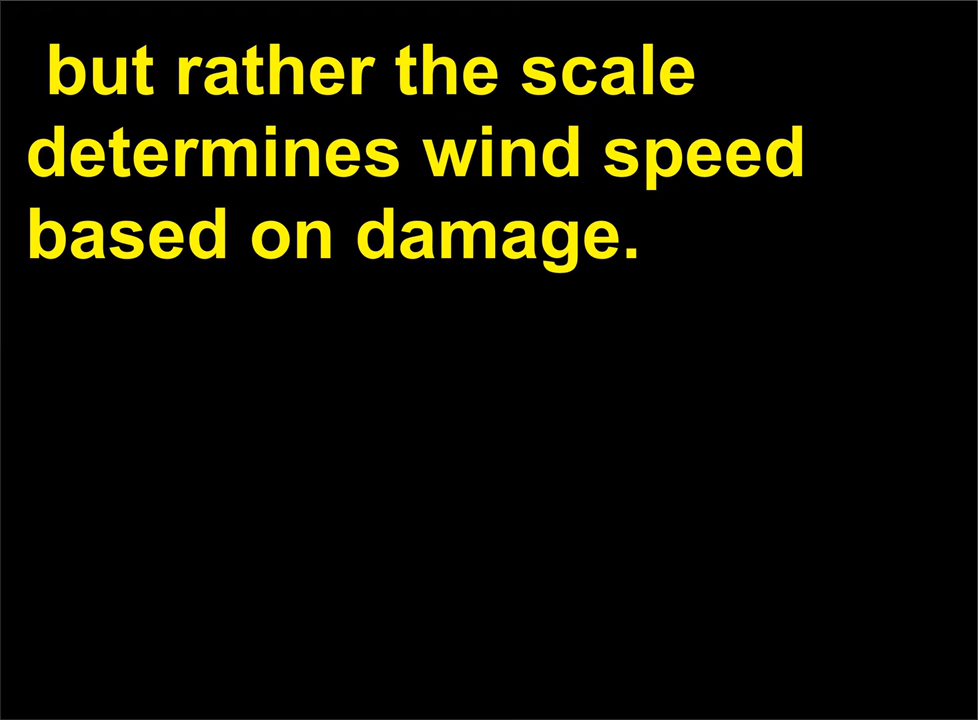 but rather the scale
determines wind speed
based on damage.